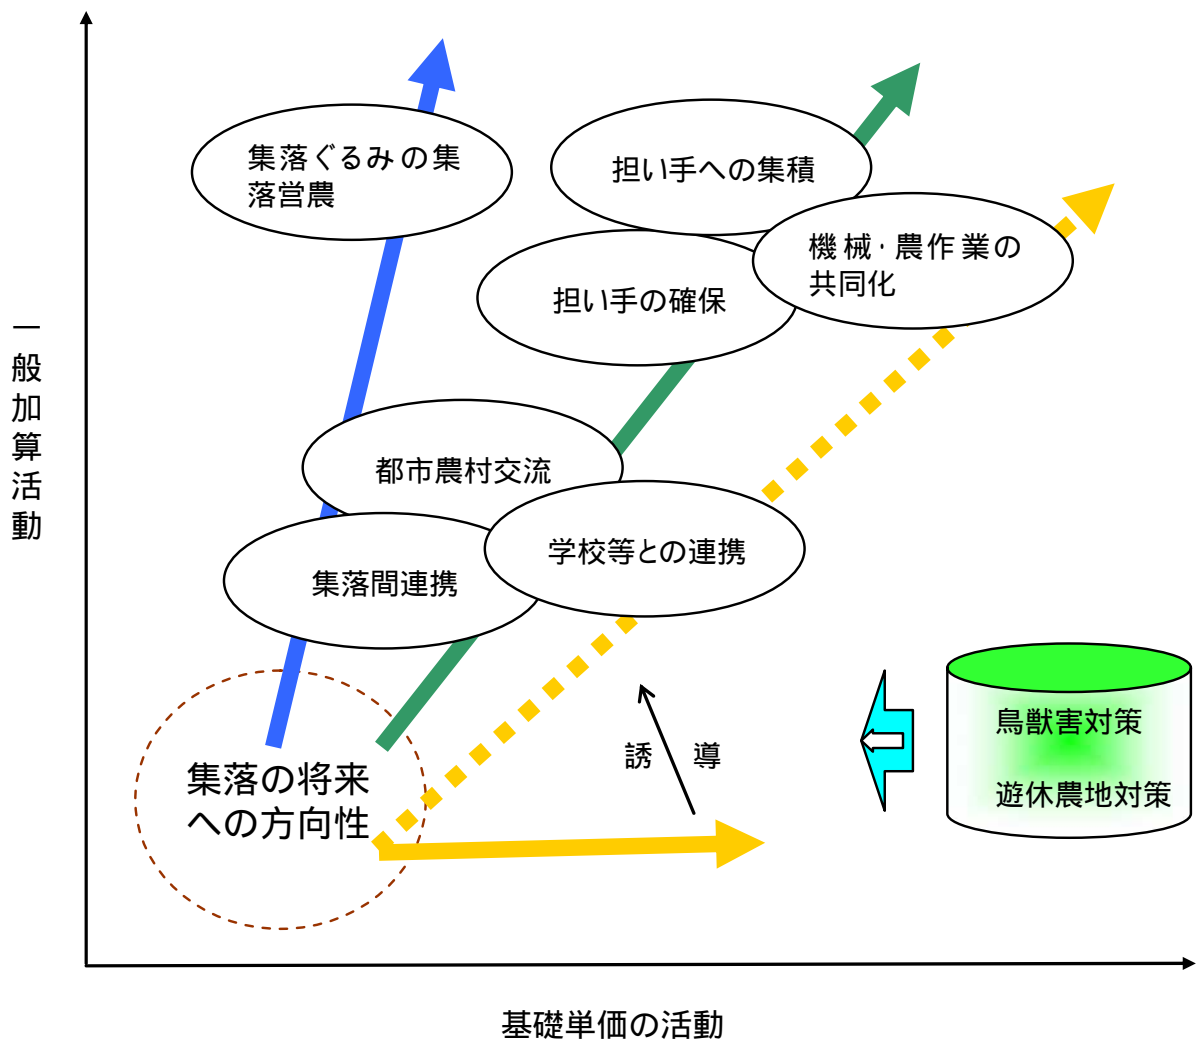 集落ぐるみの集
落営農
担い手への集積
機械・農作業の
共同化
担い手の確保
一般加算活動
都市農村交流
学校等との連携
集落間連携
鳥獣害対策
誘導
集落の将来
への方向性
遊休農地対策
基礎単価の活動